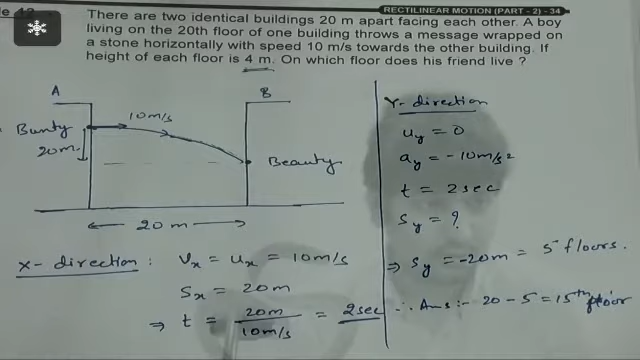 RECTILINEAR MOTION (PART - 2) - 34
There are two identical buildings 20 m apart facing each other. A boy
living on the 20th floor of one building throws a message wrapped on
a stone horizontally with speed 10 m/s towards the other building. If
height of each floor is 4 m. On which floor does his friend live ?
A
B
10m/s
Bunty
20m
Beauty
20 m
X- direction : Vx = ux = 10m/s
Sx = 20m
⇒ t = 20m / 10m/s = 2sec
Y- direction
uy = 0
ay = -10m/s2
t = 2sec
sy = ?
⇒ sy = -20m = 5 floors.
∴ Ans :- 20 - 5 = 15th floor